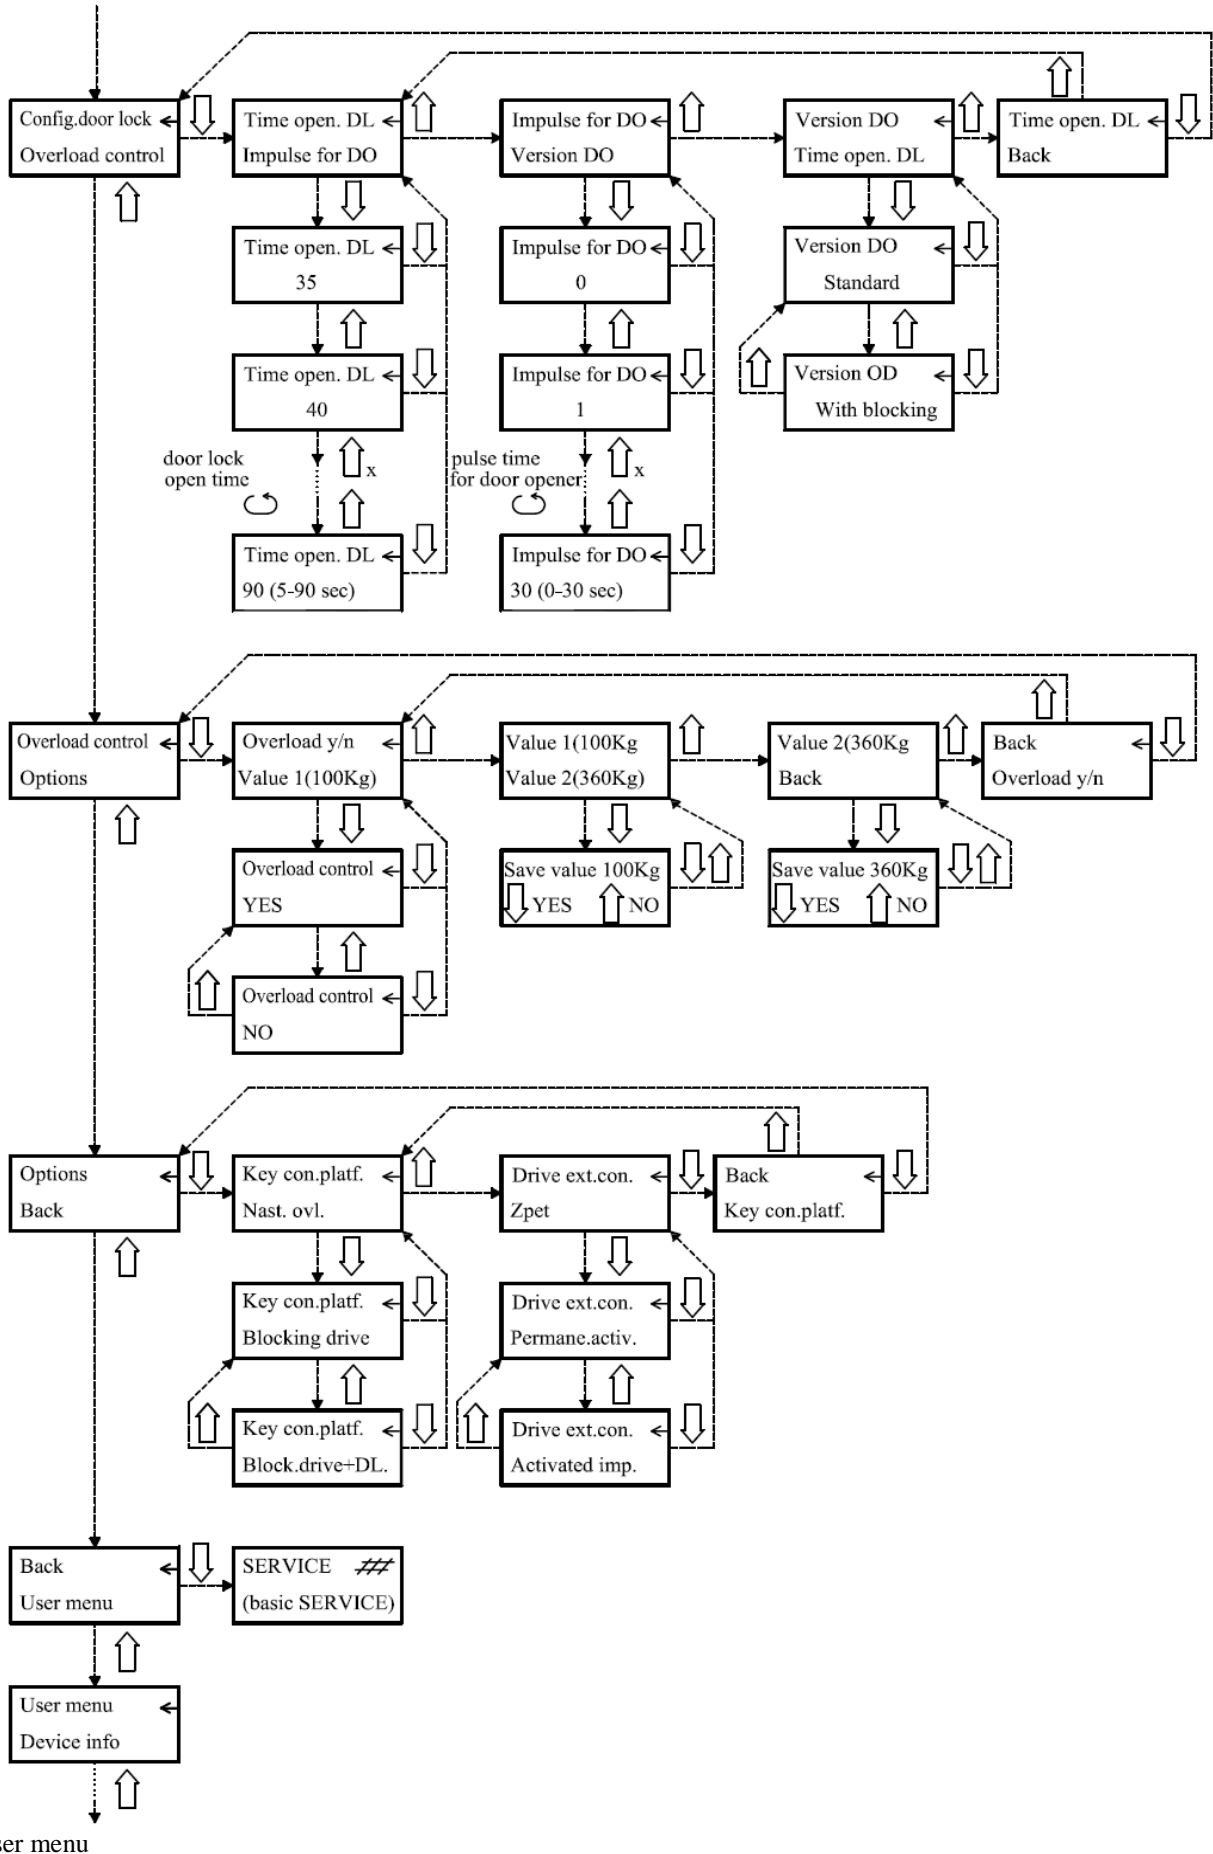 Config.door lock
Overload control
Time open. DL
Impulse for DO
Impulse for DO
Version DO
Version DO
Time open. DL
Time open. DL
Back
Time open. DL
35
Impulse for DO
0
Version DO
Standard
Time open. DL
40
Impulse for DO
1
Version OD
With blocking
door lock
open time
x
pulse time
for door opener
x
Time open. DL
90 (5-90 sec)
Impulse for DO
30 (0-30 sec)
Overload control
Options
Overload y/n
Value 1(100Kg)
Value 1(100Kg
Value 2(360Kg)
Value 2(360Kg
Back
Back
Overload y/n
Overload control
YES
Save value 100Kg
YES NO
Save value 360Kg
YES NO
Overload control
NO
Options
Back
Key con.platf.
Nast. ovl.
Drive ext.con.
Zpet
Back
Key con.platf.
Key con.platf.
Blocking drive
Drive ext.con.
Permane.activ.
Key con.platf.
Block.drive+DL.
Drive ext.con.
Activated imp.
Back
User menu
SERVICE
(basic SERVICE)
User menu
Device info
ser menu